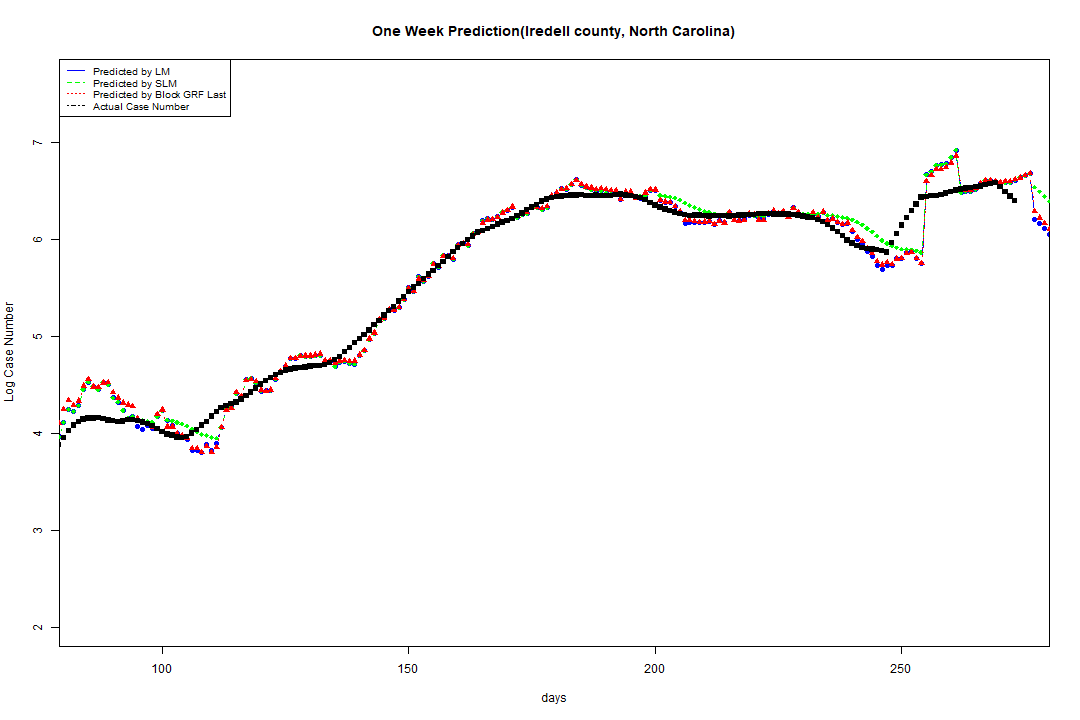 One Week Prediction(Iredell county, North Carolina)
Predicted by LM
Predicted by SLM
Predicted by Block GRF Last
Actual Case Number
7
6
5
4
3
2
Log Case Number
100 150 200 250
days